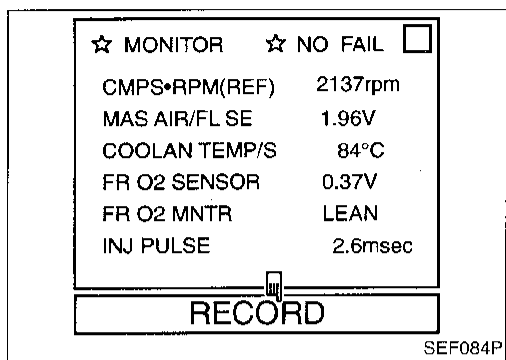 ☆ MONITOR ☆ NO FAIL
CMPS•RPM(REF) 2137rpm
MAS AIR/FL SE 1.96V
COOLAN TEMP/S 84°C
FR O2 SENSOR 0.37V
FR O2 MNTR LEAN
INJ PULSE 2.6msec
RECORD
SEF084P